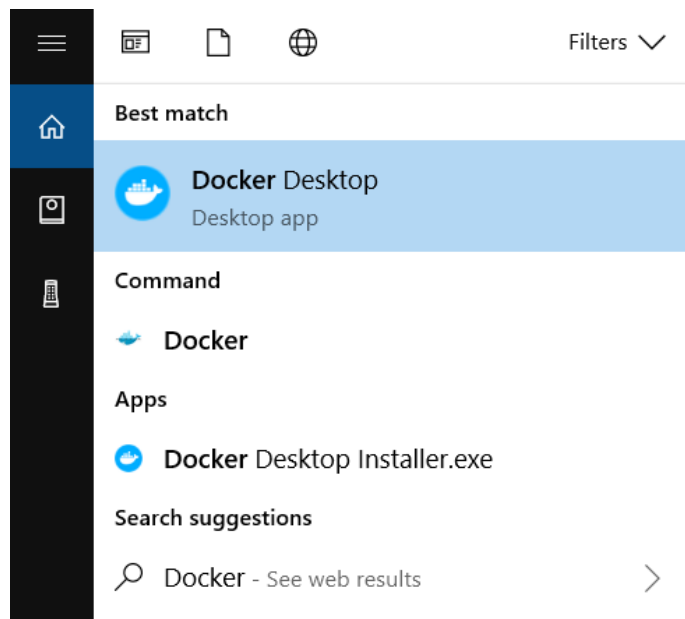 Filters
Best match
Docker Desktop
Desktop app
Command
Docker
Apps
Docker Desktop Installer.exe
Search suggestions
Docker - See web results